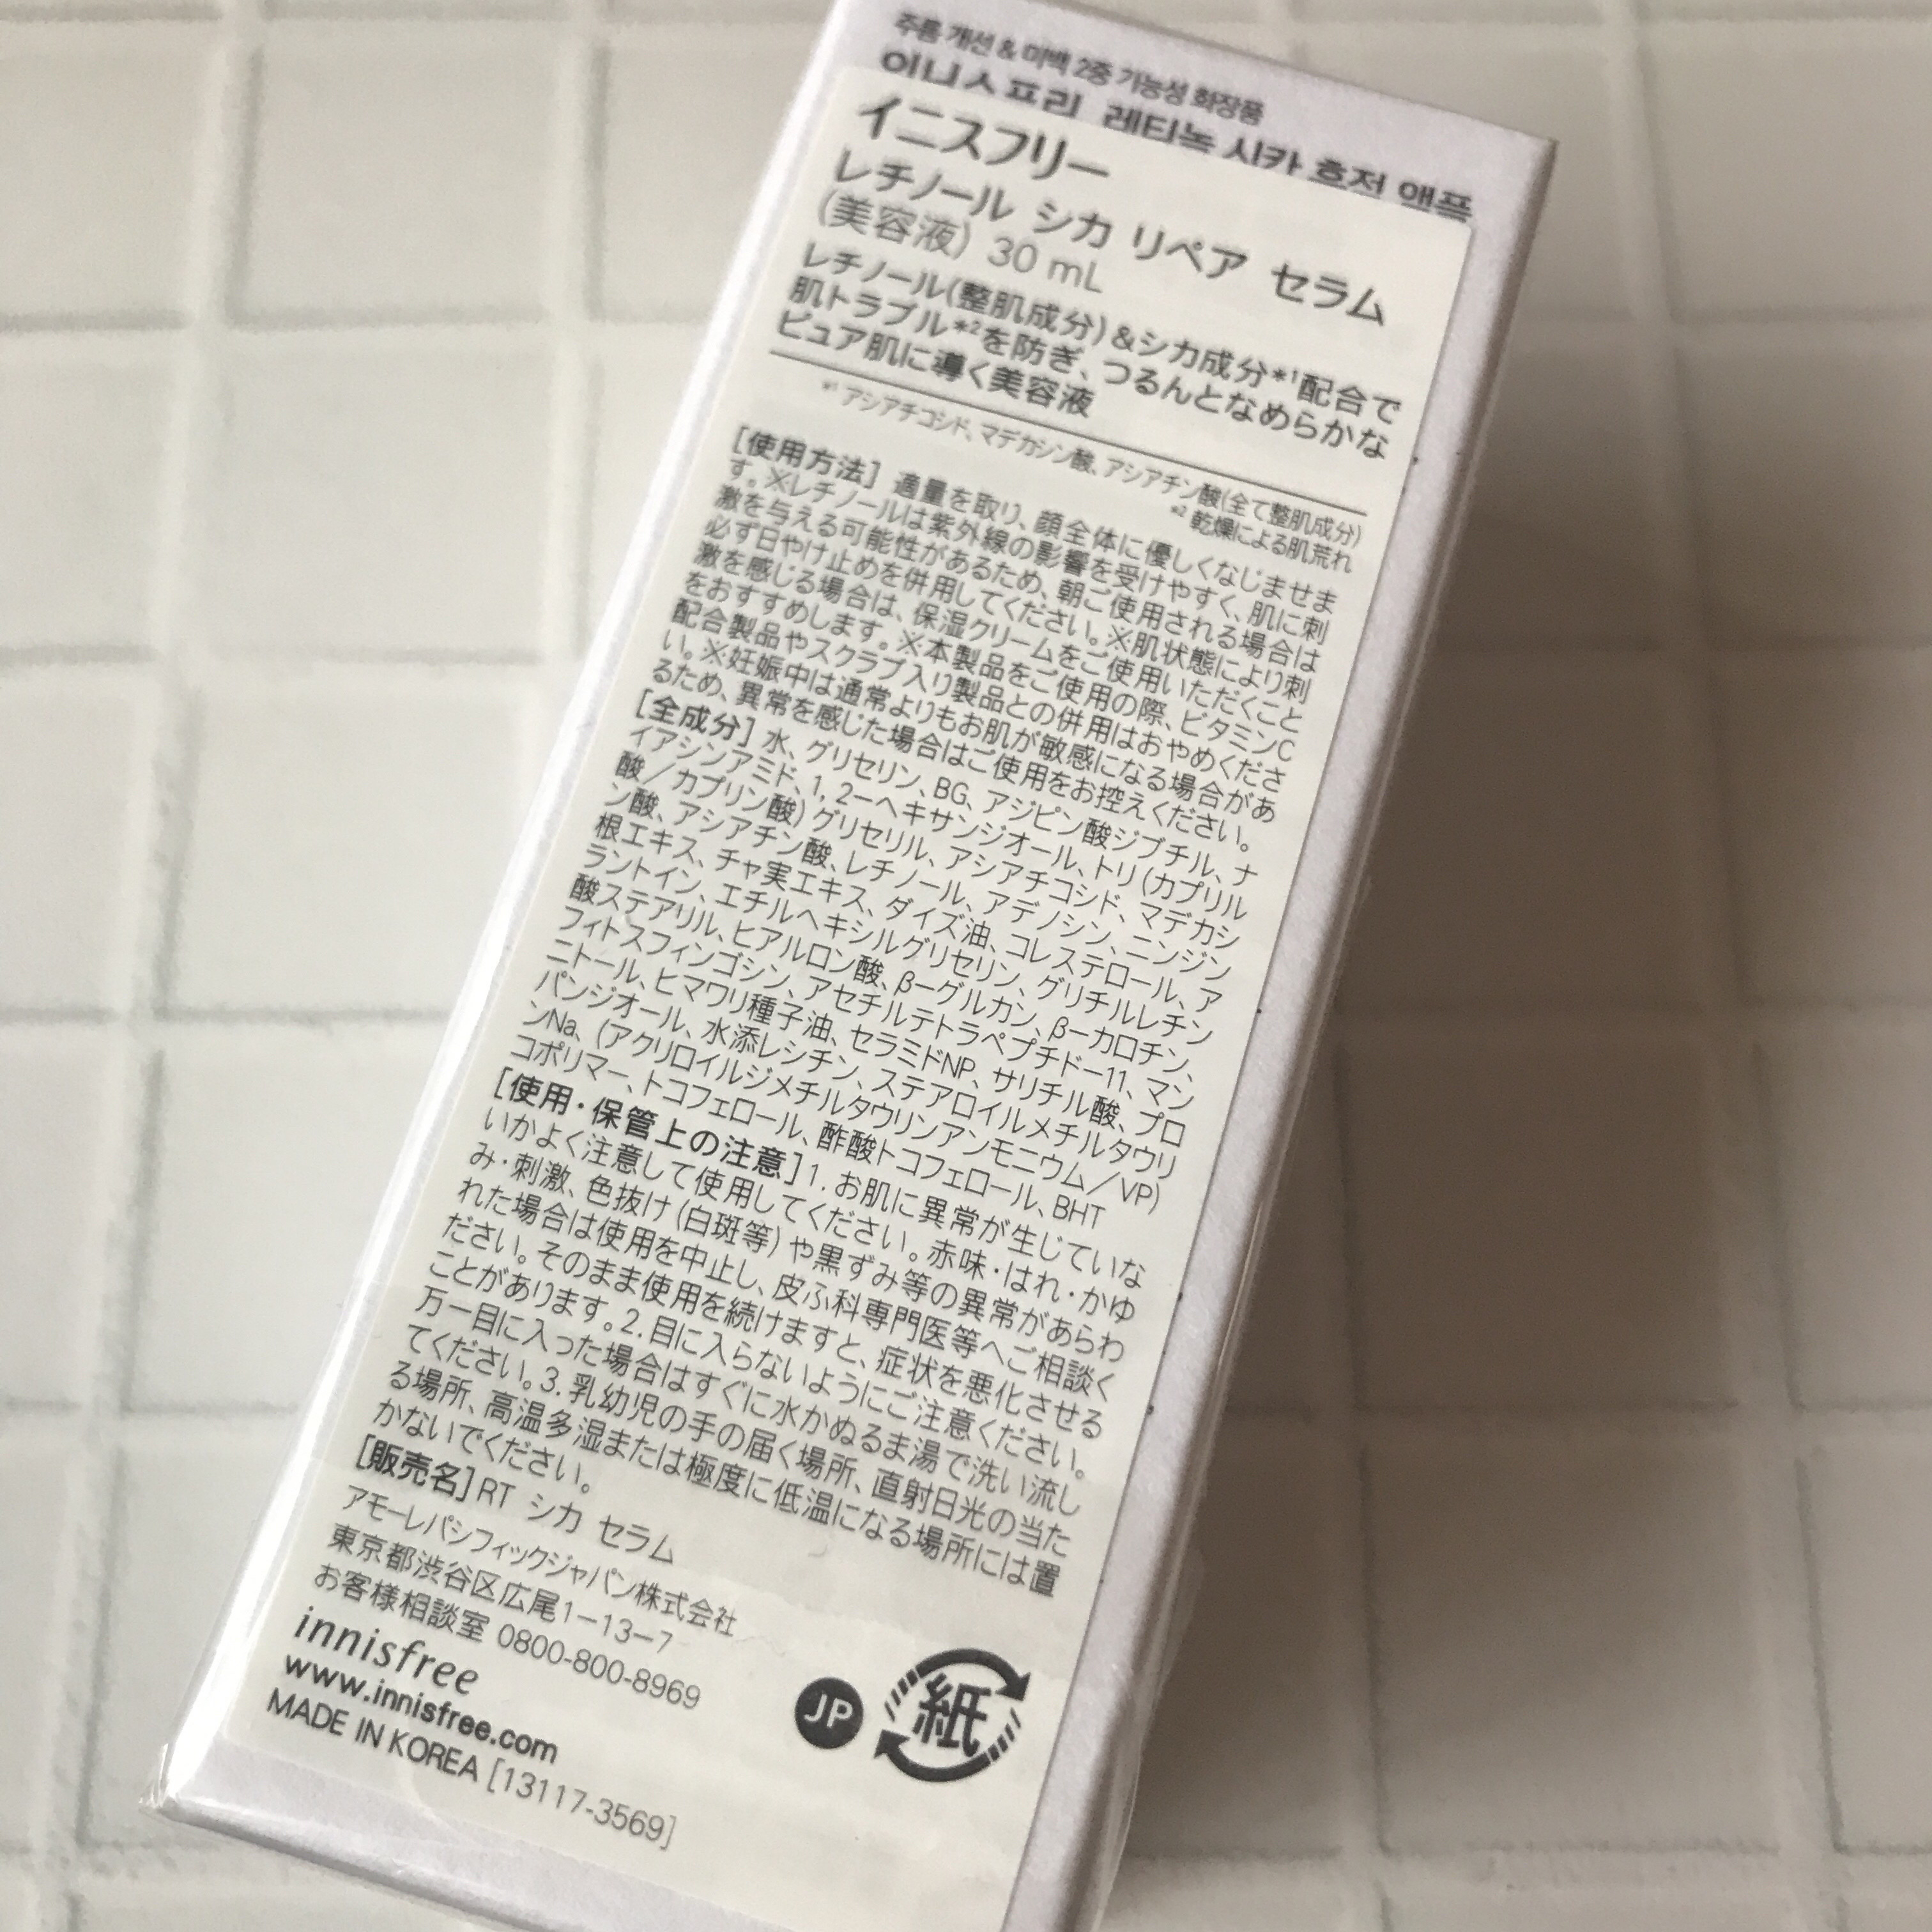 주름 개선 & 미백 2중 기능성 화장품
이니스프리 레티놀 시카 흔적 앰플
イニスフリー
レチノール シカ リペア セラム
(美容液) 30 mL
レチノール(整肌成分)&シカ成分*1配合で
肌トラブル*2を防ぎ、つるんとなめらかな
ピュア肌に導く美容液
*1 アシアチコシド、マデカシン酸、アシアチン酸(全て整肌成分)
*2 乾燥による肌荒れ
[使用方法] 適量を取り、顔全体に優しくなじませま
す。※レチノールは紫外線の影響を受けやすく、肌に刺
激を与える可能性があるため、朝ご使用される場合は
必ず日やけ止めを併用してください。※肌状態により刺
激を感じる場合は、保湿クリームをご使用いただくこと
をおすすめします。※本製品をご使用の際、ビタミンC
配合製品やスクラブ入り製品との併用はおやめくださ
い。※妊娠中は通常よりもお肌が敏感になる場合があ
るため、異常を感じた場合はご使用をお控えください。
[全成分] 水、グリセリン、BG、アジピン酸ジブチル、ナ
イアシンアミド、1, 2-ヘキサンジオール、トリ(カプリル
酸/カプリン酸)グリセリル、アシアチコシド、マデカシ
ン酸、アシアチン酸、レチノール、アデノシン、ニンジン
根エキス、チャ実エキス、ダイズ油、コレステロール、ア
ラントイン、エチルヘキシルグリセリン、グリチルレチン
酸ステアリル、ヒアルロン酸、β-グルカン、β-カロチン、
フィトスフィンゴシン、アセチルテトラペプチド-11、マン
ニトール、ヒマワリ種子油、セラミドNP、サリチル酸、プロ
パンジオール、水添レシチン、ステアロイルメチルタウリ
ンNa、(アクリロイルジメチルタウリンアンモニウム/VP)
コポリマー、トコフェロール、酢酸トコフェロール、BHT
[使用・保管上の注意] 1. お肌に異常が生じていな
いかよく注意して使用してください。赤味・はれ・かゆ
み・刺激、色抜け(白斑等)や黒ずみ等の異常があらわ
れた場合は使用を中止し、皮ふ科専門医等へご相談く
ださい。そのまま使用を続けますと、症状を悪化させる
ことがあります。2. 目に入らないようにご注意ください。
万一目に入った場合はすぐに水かぬるま湯で洗い流し
てください。3. 乳幼児の手の届く場所、直射日光の当た
る場所、高温多湿または極度に低温になる場所には置
かないでください。
[販売名] RT シカ セラム
アモーレパシフィックジャパン株式会社
東京都渋谷区広尾1-13-7
お客様相談室 0800-800-8969
innisfree
www.innisfree.com
MADE IN KOREA [13117-3569]
JP
紙